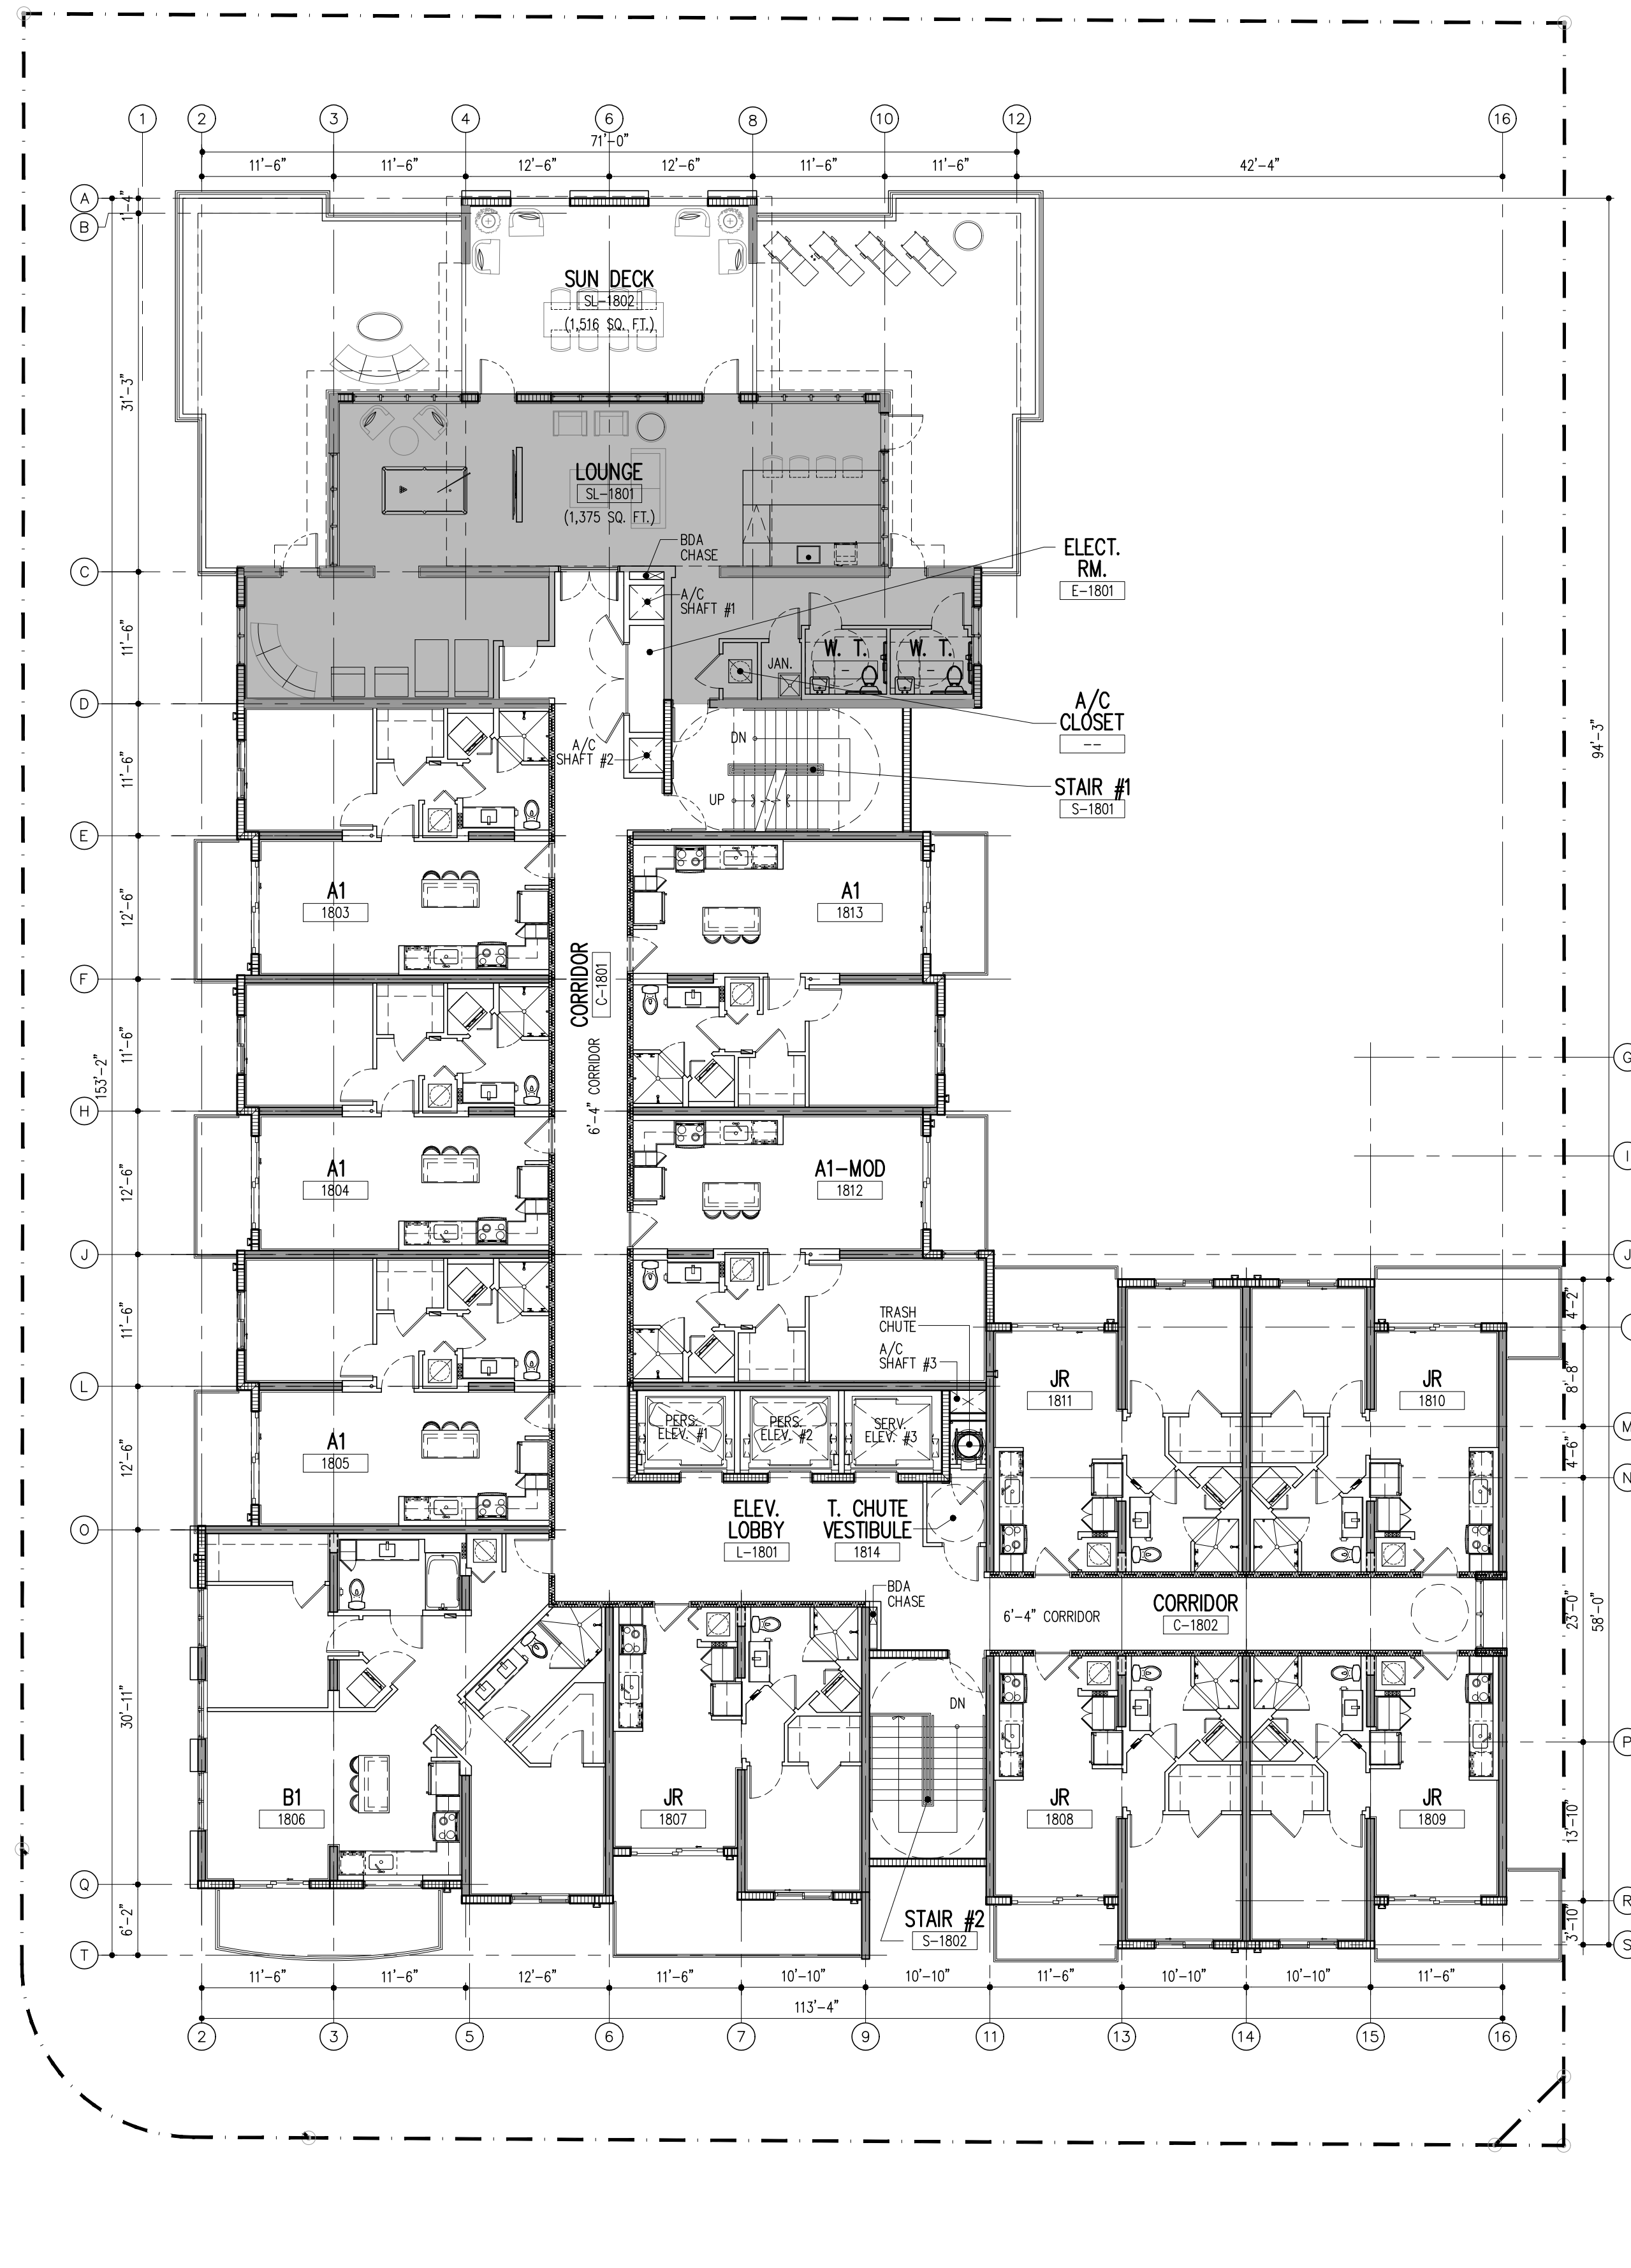 1 2 3 4 6 8 10 12 16
71'-0"
11'-6" 11'-6" 12'-6" 12'-6" 11'-6" 11'-6" 42'-4"
A
1'-4"
B
SUN DECK
SL-1802
(1,516 SQ. FT.)
31'-3"
LOUNGE
SL-1801
(1,375 SQ. FT.)
BDA
CHASE
ELECT.
RM.
E-1801
C
A/C
SHAFT #1
11'-6"
W. T.
-
W. T.
-
JAN.
D
A/C
CLOSET
--
94'-3"
A/C
SHAFT #2
DN
UP
11'-6"
STAIR #1
S-1801
E
A1
1803
A1
1813
12'-6"
CORRIDOR
C-1801
6'-4" CORRIDOR
F
11'-6"
153'-2"
G
H
I
A1
1804
A1-MOD
1812
12'-6"
J
J
11'-6"
TRASH
CHUTE
A/C
SHAFT #3
4'-2"
8'-8"
JR
1811
JR
1810
L
M
PERS.
ELEV. #1
PERS.
ELEV. #2
SERV.
ELEV. #3
A1
1805
12'-6"
4'-6"
N
ELEV.
LOBBY
L-1801
T. CHUTE
VESTIBULE
1814
O
BDA
CHASE
6'-4" CORRIDOR
CORRIDOR
C-1802
23'-0"
58'-0"
30'-11"
DN
P
B1
1806
JR
1807
JR
1808
JR
1809
13'-10"
Q
R
STAIR #2
S-1802
6'-2"
3'-10"
S
T
11'-6" 11'-6" 12'-6" 11'-6" 10'-10" 10'-10" 11'-6" 10'-10" 10'-10" 11'-6"
113'-4"
2 3 5 6 7 9 11 13 14 15 16